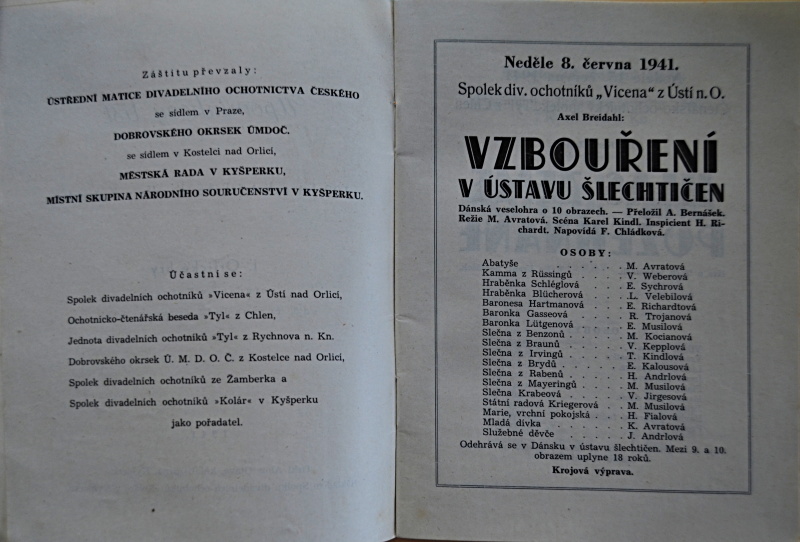 Záštitu převzaly:
ÚSTŘEDNÍ MATICE DIVADELNÍHO OCHOTNICTVA ČESKÉHO
se sídlem v Praze,
DOBROVSKÉHO OKRSEK ÚMDOČ.
se sídlem v Kostelci nad Orlicí,
MĚSTSKÁ RADA V KYŠPERKU,
MÍSTNÍ SKUPINA NÁRODNÍHO SOURUČENSTVÍ V KYŠPERKU.
Účastní se:
Spolek divadelních ochotníků »Vicena« z Ústí nad Orlicí,
Ochotnicko-čtenářská beseda »Tyl« z Chlen,
Jednota divadelních ochotníků »Tyl« z Rychnova n. Kn.
Dobrovského okrsek Ú. M. D. O. Č. z Kostelce nad Orlicí,
Spolek divadelních ochotníků ze Žamberka a
Spolek divadelních ochotníků »Kolár« v Kyšperku
jako pořadatel.
Neděle 8. června 1941.
Spolek div. ochotníků „Vicena“ z Ústí n. O.
Axel Breidahl:
VZBOUŘENÍ
V ÚSTAVU ŠLECHTIČEN
Dánská veselohra o 10 obrazech. — Přeložil A. Bernášek.
Režie M. Avratová. Scéna Karel Kindl. Inspicient H. Ri-
chardt. Napovídá F. Chládková.
OSOBY:
Abatyše . . . . . . M. Avratová
Kamma z Rüssingů . . . . . V. Weberová
Hraběnka Schléglová . . . E. Sychrová
Hraběnka Blücherová . . . .L. Velebilová
Baronesa Hartmanová . . . E. Richardtová
Baronka Gasseová . . . . R. Trojanová
Baronka Lütgenová . . . . E. Musilová
Slečna z Benzonů . . . . . M. Kocianová
Slečna z Braunů . . . . . V. Kepplová
Slečna z Irvingů . . . . . T. Kindlová
Slečna z Brydů . . . . . E. Kalousová
Slečna z Rabenů . . . . . H. Andrlová
Slečna z Mayeringů . . . . M. Musilová
Slečna Krabeová . . . . . V. Jirgesová
Státní radová Kriegerová . . M. Musilová
Marie, vrchní pokojská . . . H. Fialová
Mladá dívka . . . . . K. Avratová
Služebné děvče . . . . . J. Andrlová
Odehrává se v Dánsku v ústavu šlechtičen. Mezi 9. a 10.
obrazem uplyne 18 roků.
Krojová výprava.